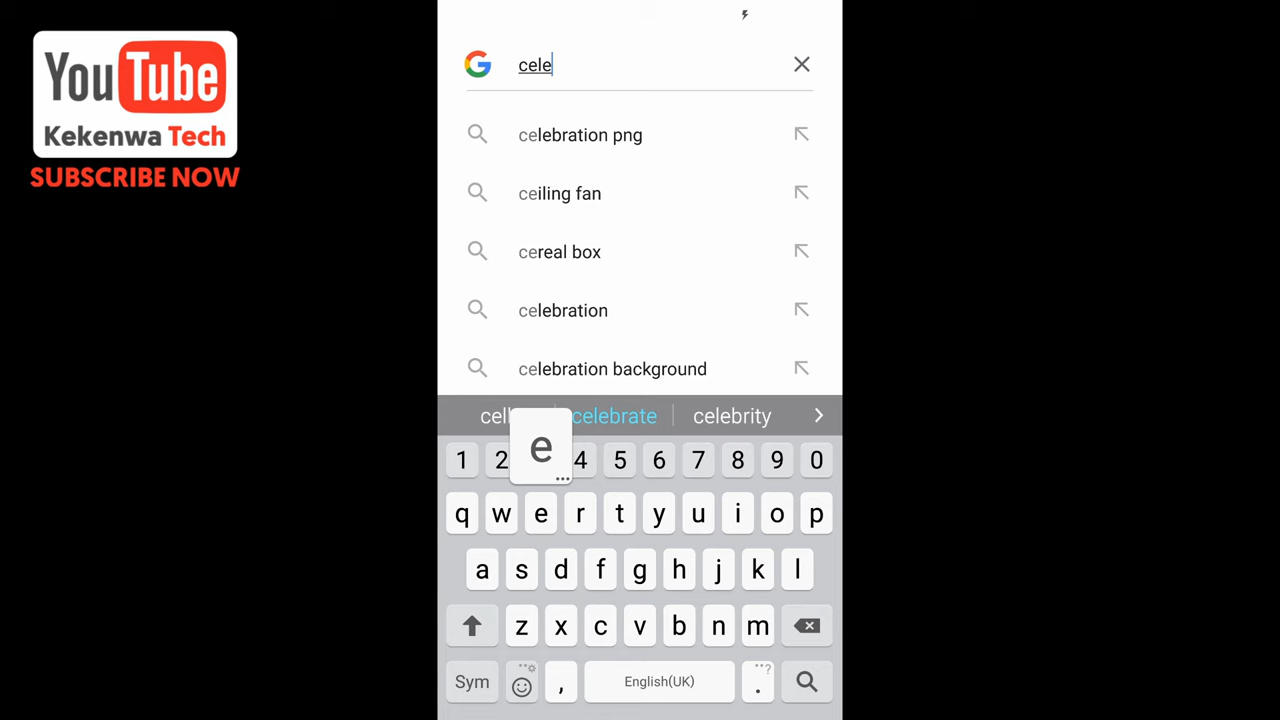 YouTube
Kekenwa Tech
SUBSCRIBE NOW
cele
celebration png
ceiling fan
cereal box
celebration
celebration background
cell
celebrate
celebrity
e
1 2 4 5 6 7 8 9 0
q w e r t y u i o p
a s d f g h j k l
z x c v b n m
Sym , English(UK) . ?